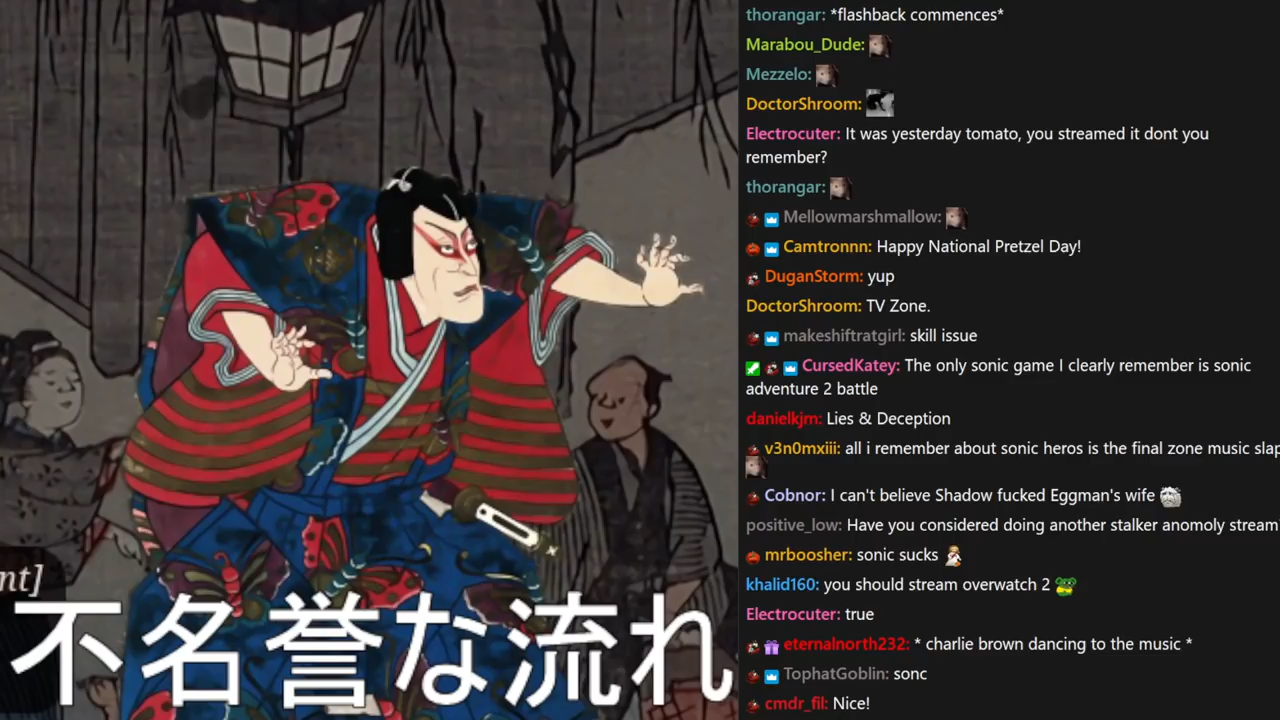 nt]
不名誉な流れ
thorangar: *flashback commences*
Marabou_Dude:
Mezzelo:
DoctorShroom:
Electrocuter: It was yesterday tomato, you streamed it dont you
remember?
thorangar:
Mellowmarshmallow:
Camtronnn: Happy National Pretzel Day!
DuganStorm: yup
DoctorShroom: TV Zone.
makeshiftratgirl: skill issue
CursedKatey: The only sonic game I clearly remember is sonic
adventure 2 battle
danielkjm: Lies & Deception
v3n0mxiii: all i remember about sonic heros is the final zone music slap
Cobnor: I can't believe Shadow fucked Eggman's wife
positive_low: Have you considered doing another stalker anomoly stream
mrboosher: sonic sucks
khalid160: you should stream overwatch 2
Electrocuter: true
eternalnorth232: * charlie brown dancing to the music *
TophatGoblin: sonc
cmdr_fil: Nice!